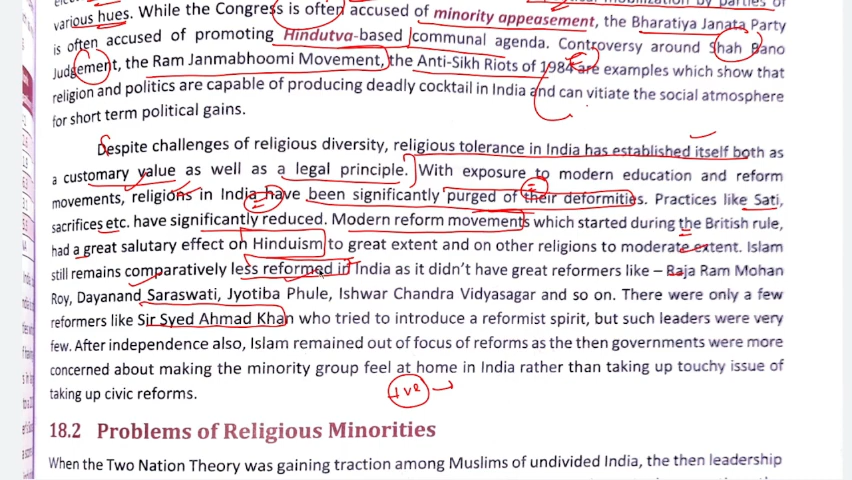 various hues. While the Congress is often accused of minority appeasement, the Bharatiya Janata Party
is often accused of promoting Hindutva-based communal agenda. Controversy around Shah Bano
Judgement, the Ram Janmabhoomi Movement, the Anti-Sikh Riots of 1984 are examples which show that
religion and politics are capable of producing deadly cocktail in India and can vitiate the social atmosphere
for short term political gains.
Despite challenges of religious diversity, religious tolerance in India has established itself both as
a customary value as well as a legal principle. With exposure to modern education and reform
movements, religions in India have been significantly purged of their deformities. Practices like Sati,
sacrifices etc. have significantly reduced. Modern reform movements which started during the British rule,
had a great salutary effect on Hinduism to great extent and on other religions to moderate extent. Islam
still remains comparatively less reformed in India as it didn't have great reformers like – Raja Ram Mohan
Roy, Dayanand Saraswati, Jyotiba Phule, Ishwar Chandra Vidyasagar and so on. There were only a few
reformers like Sir Syed Ahmad Khan who tried to introduce a reformist spirit, but such leaders were very
few. After independence also, Islam remained out of focus of reforms as the then governments were more
concerned about making the minority group feel at home in India rather than taking up touchy issue of
taking up civic reforms.
+ve
18.2 Problems of Religious Minorities
When the Two Nation Theory was gaining traction among Muslims of undivided India, the then leadership